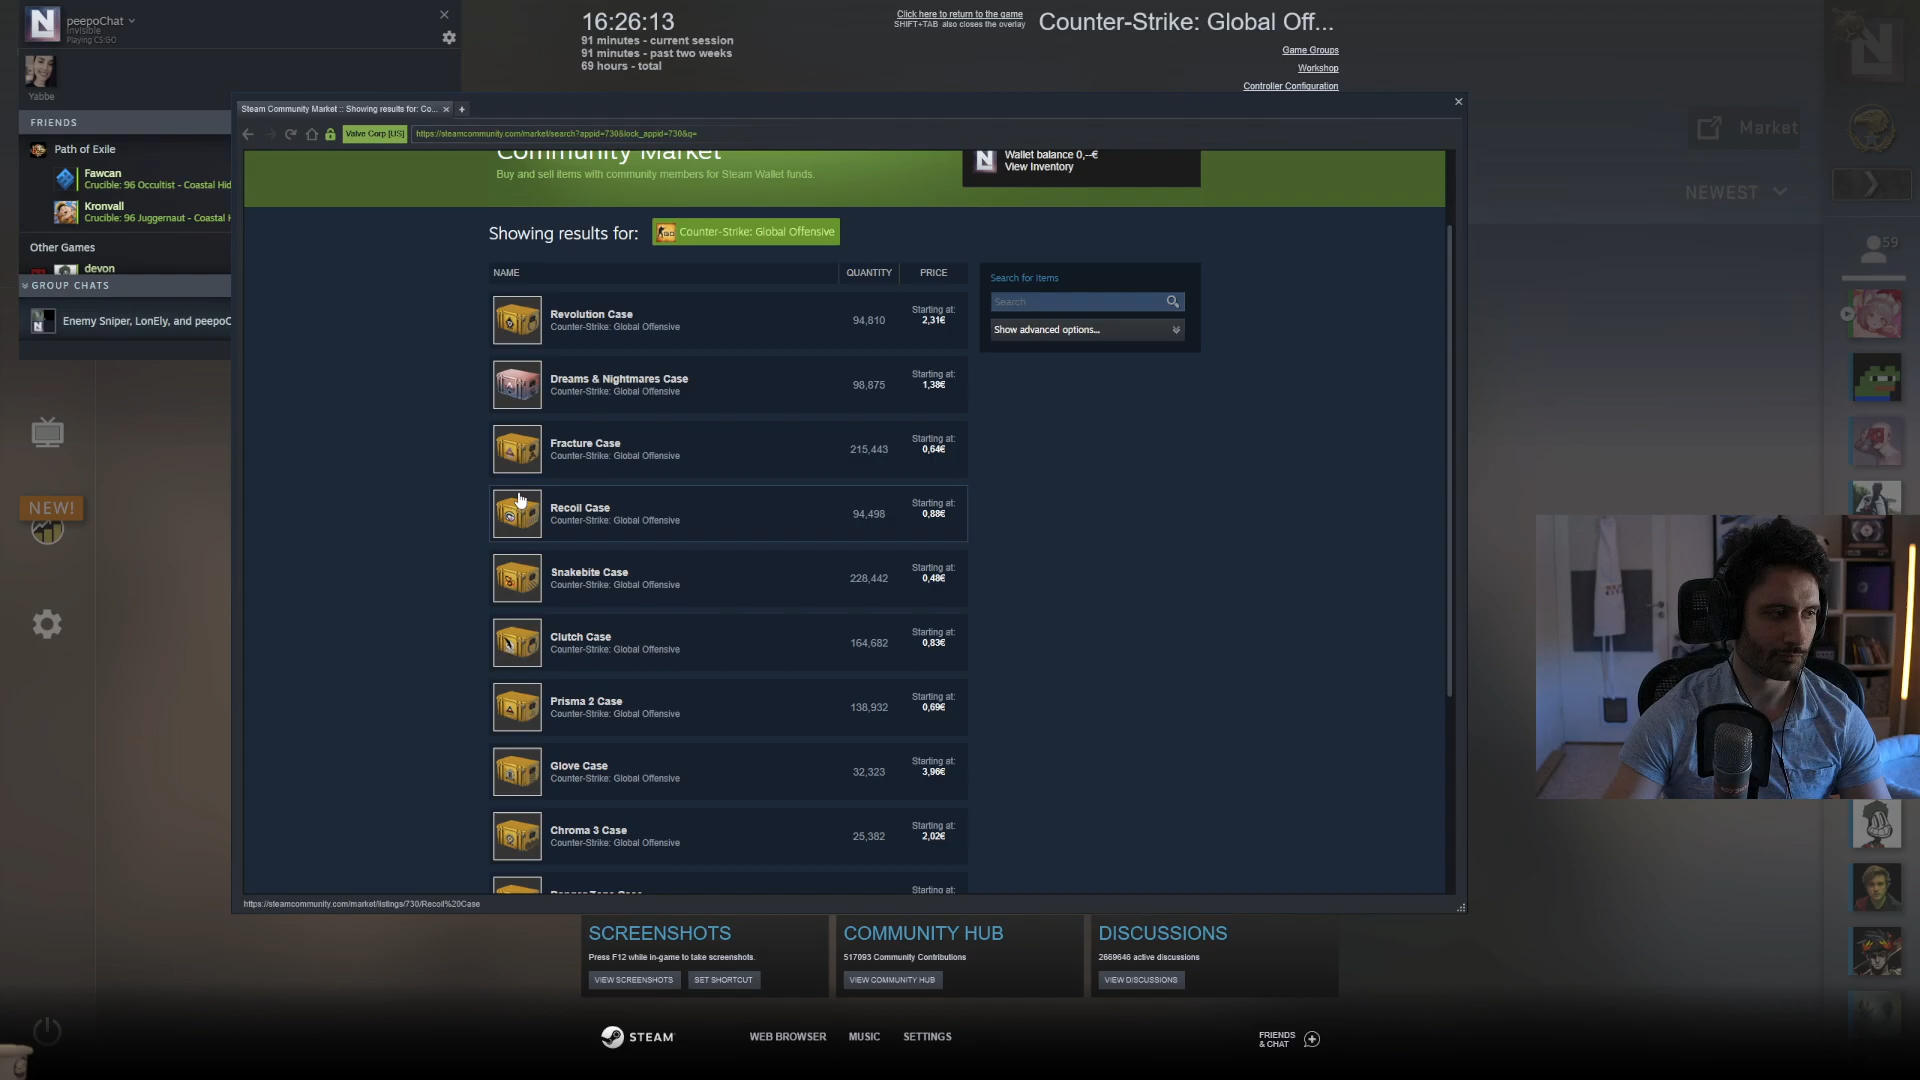 peepoChat
Invisible
Playing CS:GO
Yabbe
FRIENDS
Path of Exile
Fawcan
Crucible: 96 Occultist - Coastal Hid
Kronvall
Crucible: 96 Juggernaut - Coastal H
Other Games
devon
GROUP CHATS
Enemy Sniper, LonEly, and peepoC
NEW!
16:26:13
91 minutes - current session
91 minutes - past two weeks
69 hours - total
Click here to return to the game
SHIFT+TAB also closes the overlay
Counter-Strike: Global Off...
Game Groups
Workshop
Controller Configuration
Steam Community Market :: Showing results for: Co...
Valve Corp [US]
https://steamcommunity.com/market/search?appid=730&lock_appid=730&q=
Community Market
Buy and sell items with community members for Steam Wallet funds.
Wallet balance 0,--€
View Inventory
Showing results for:
Counter-Strike: Global Offensive
NAME
QUANTITY
PRICE
Revolution Case
Counter-Strike: Global Offensive
94,810
Starting at:
2,31€
Dreams & Nightmares Case
Counter-Strike: Global Offensive
98,875
Starting at:
1,38€
Fracture Case
Counter-Strike: Global Offensive
215,443
Starting at:
0,64€
Recoil Case
Counter-Strike: Global Offensive
94,498
Starting at:
0,88€
Snakebite Case
Counter-Strike: Global Offensive
228,442
Starting at:
0,48€
Clutch Case
Counter-Strike: Global Offensive
164,682
Starting at:
0,83€
Prisma 2 Case
Counter-Strike: Global Offensive
138,932
Starting at:
0,69€
Glove Case
Counter-Strike: Global Offensive
32,323
Starting at:
3,96€
Chroma 3 Case
Counter-Strike: Global Offensive
25,382
Starting at:
2,02€
Danger Zone Case
Starting at:
Search for Items
Search
Show advanced options...
https://steamcommunity.com/market/listings/730/Recoil%20Case
Market
NEWEST
59
SCREENSHOTS
Press F12 while in-game to take screenshots.
VIEW SCREENSHOTS
SET SHORTCUT
COMMUNITY HUB
517093 Community Contributions
VIEW COMMUNITY HUB
DISCUSSIONS
2669646 active discussions
VIEW DISCUSSIONS
STEAM
WEB BROWSER
MUSIC
SETTINGS
FRIENDS
& CHAT